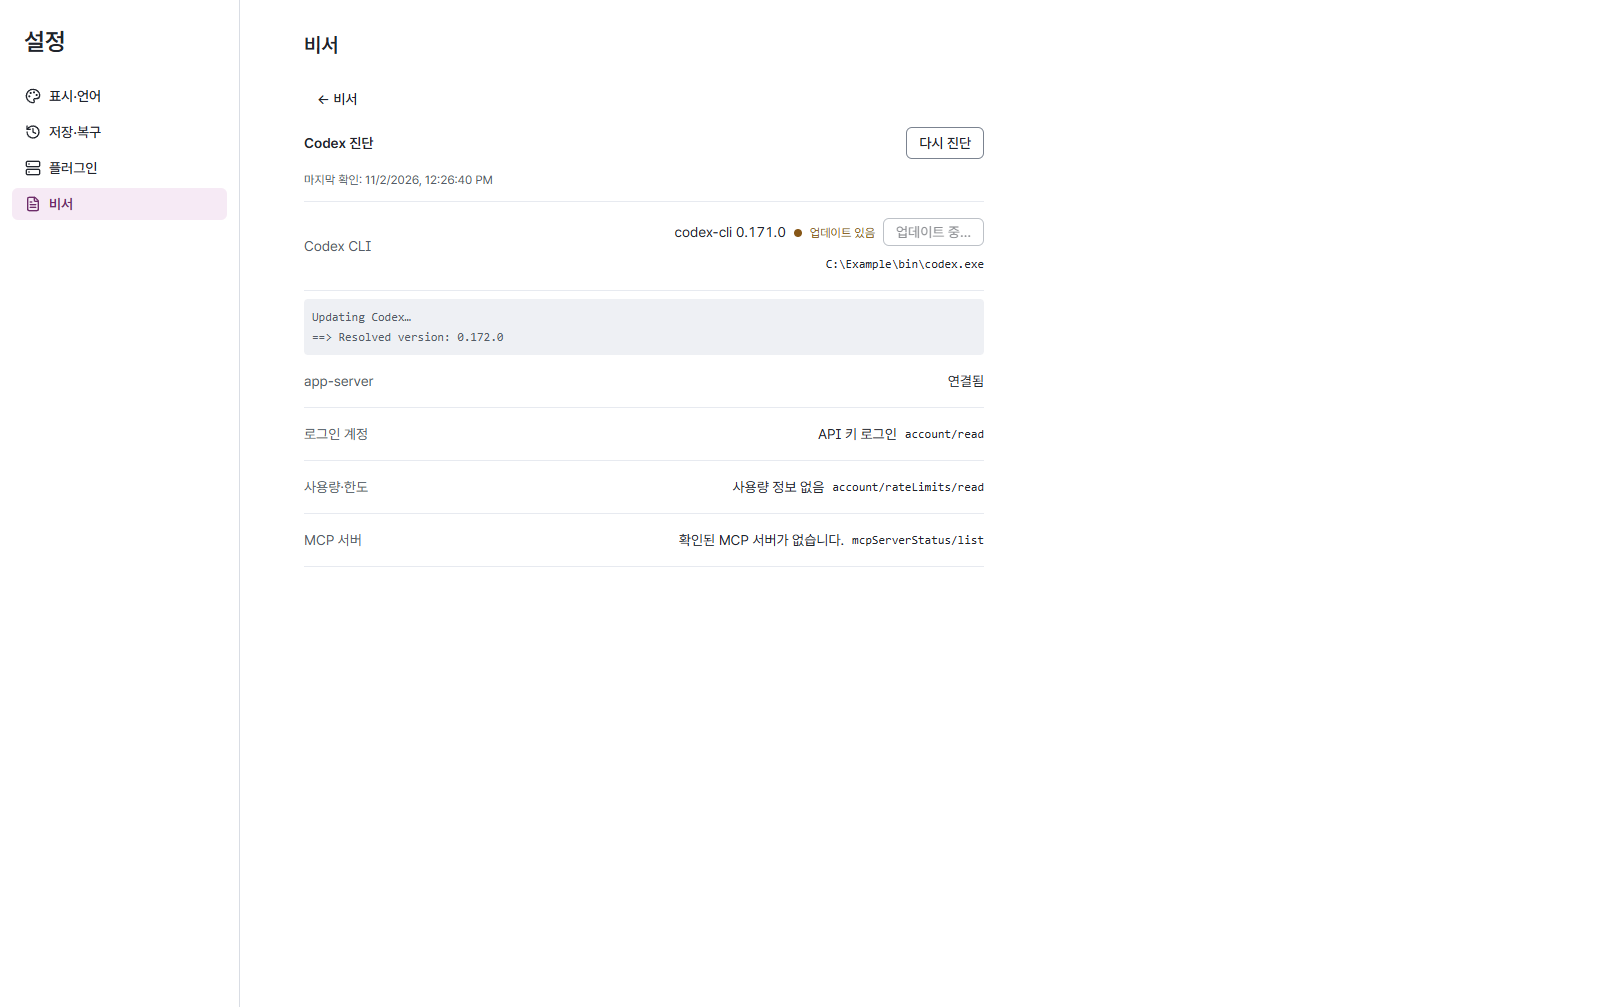 설정
표시·언어
저장·복구
플러그인
비서
비서
← 비서
Codex 진단
다시 진단
마지막 확인: 11/2/2026, 12:26:40 PM
Codex CLI
codex-cli 0.171.0 ● 업데이트 있음 업데이트 중...
C:\Example\bin\codex.exe
Updating Codex…
==> Resolved version: 0.172.0
app-server 연결됨
로그인 계정 API 키 로그인 account/read
사용량·한도 사용량 정보 없음 account/rateLimits/read
MCP 서버 확인된 MCP 서버가 없습니다. mcpServerStatus/list